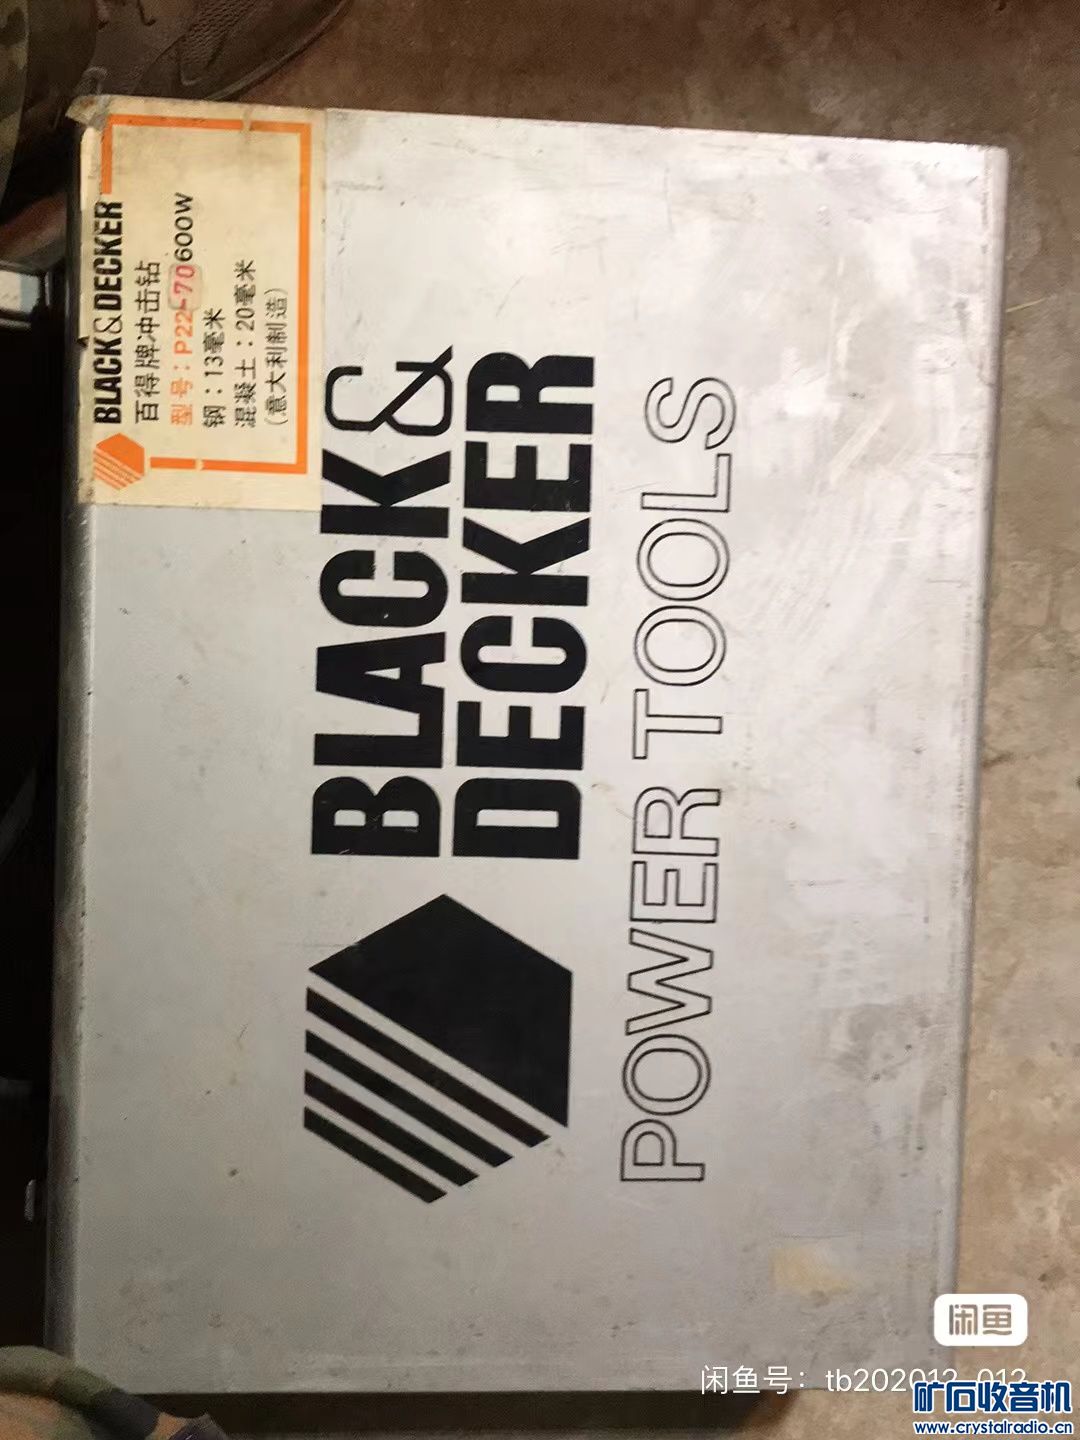 BLACK & DECKER
百得牌冲击钻
型号：P22-70 600W
钢：13毫米
混凝土：20毫米
（意大利制造）
BLACK &
DECKER
POWER TOOLS
闲鱼
闲鱼号：tb202012_012
矿石收音机
www.crystalradio.cn